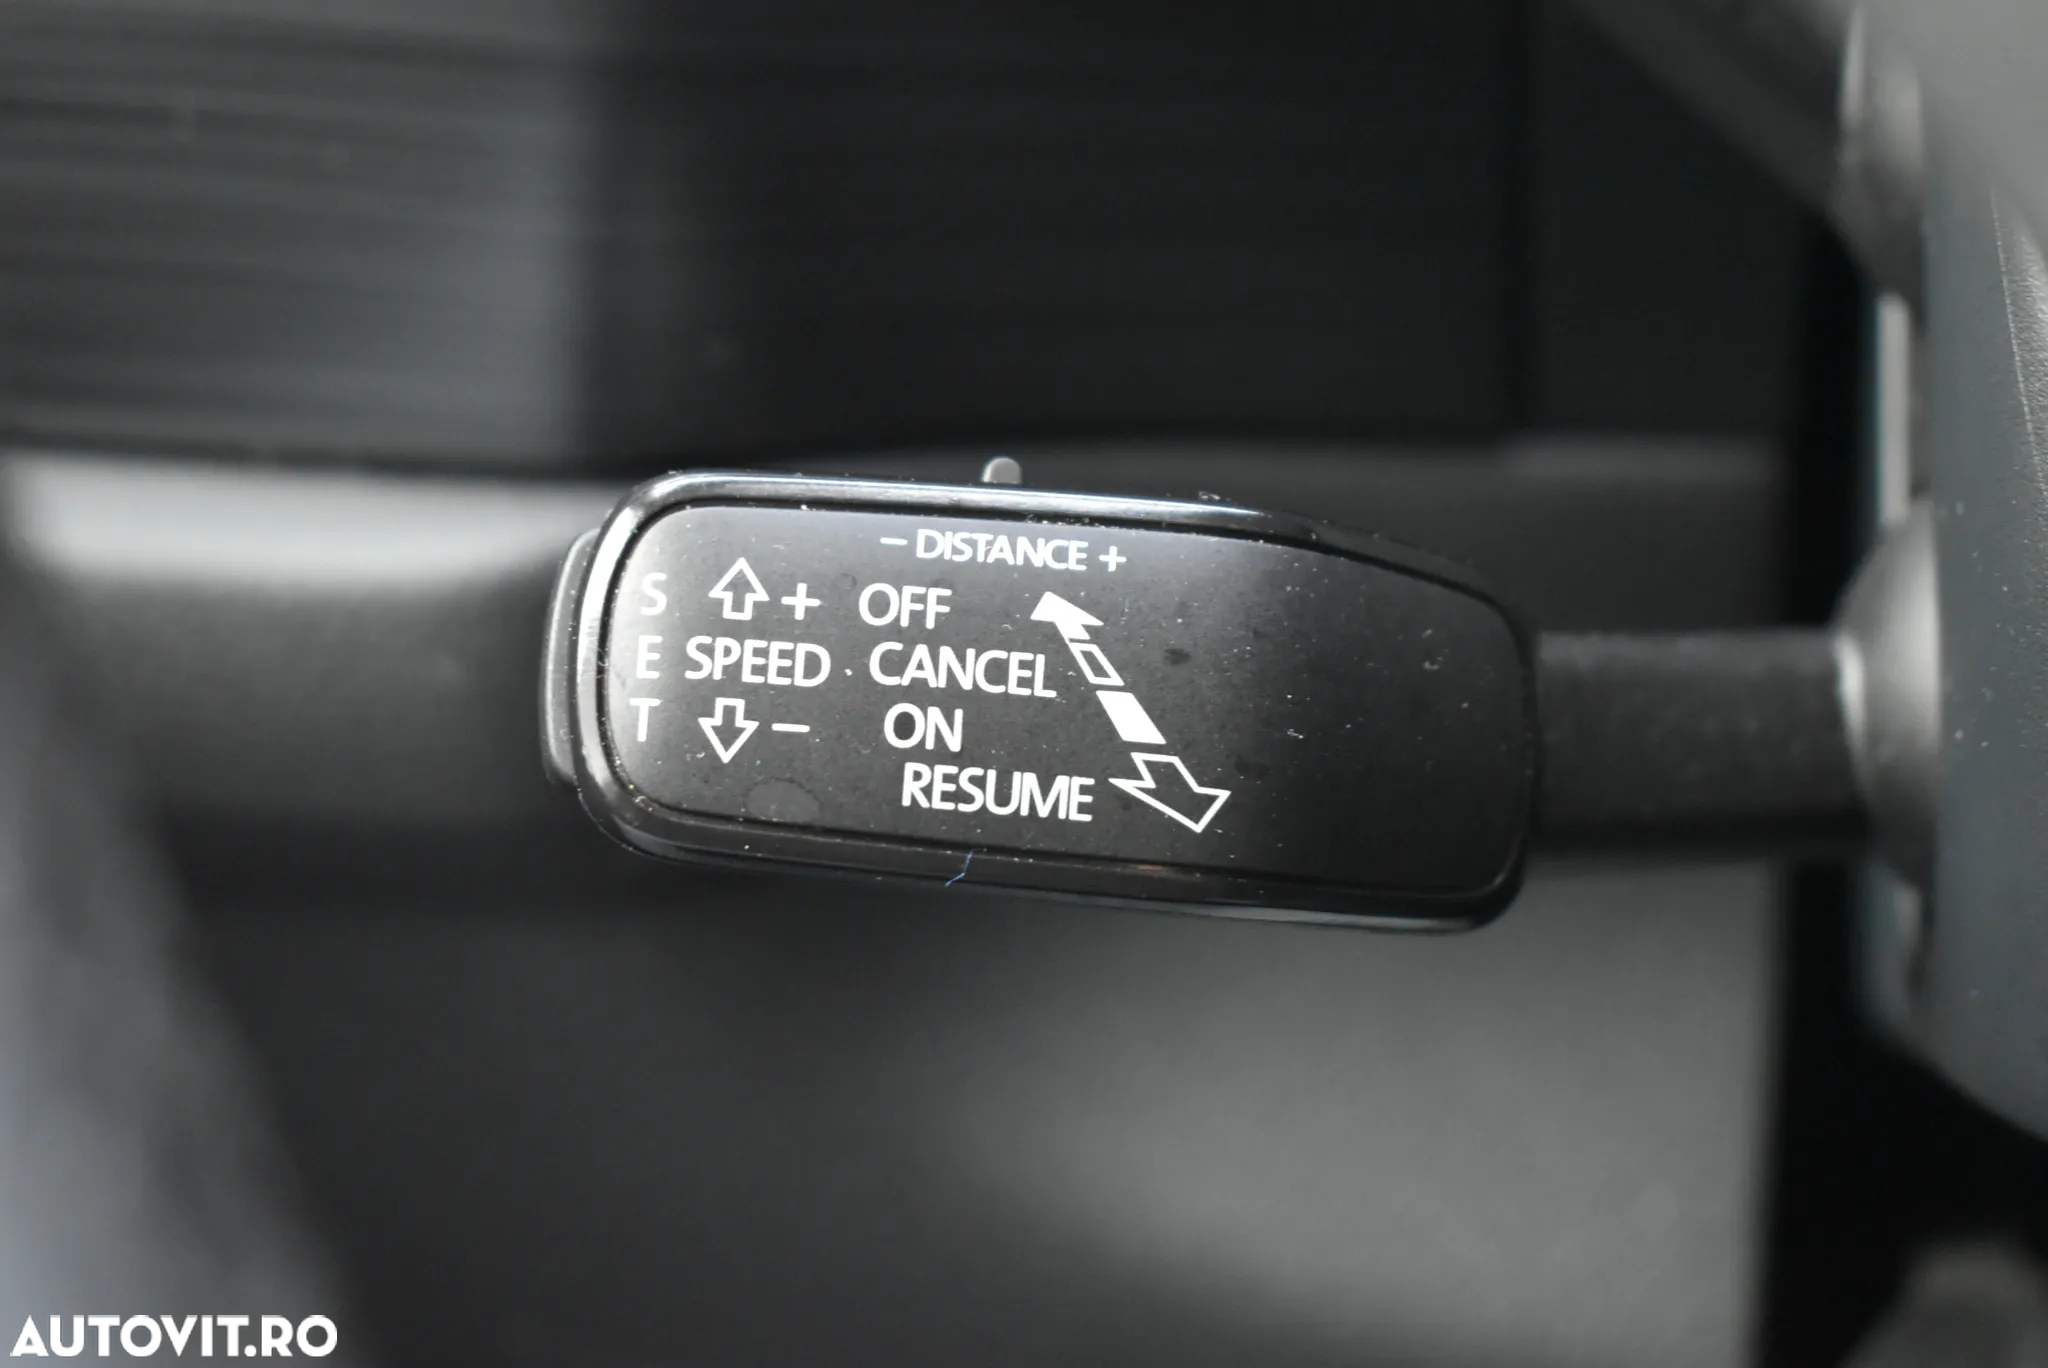 - DISTANCE +
S + OFF
E SPEED · CANCEL
T - ON
RESUME
AUTOVIT.RO